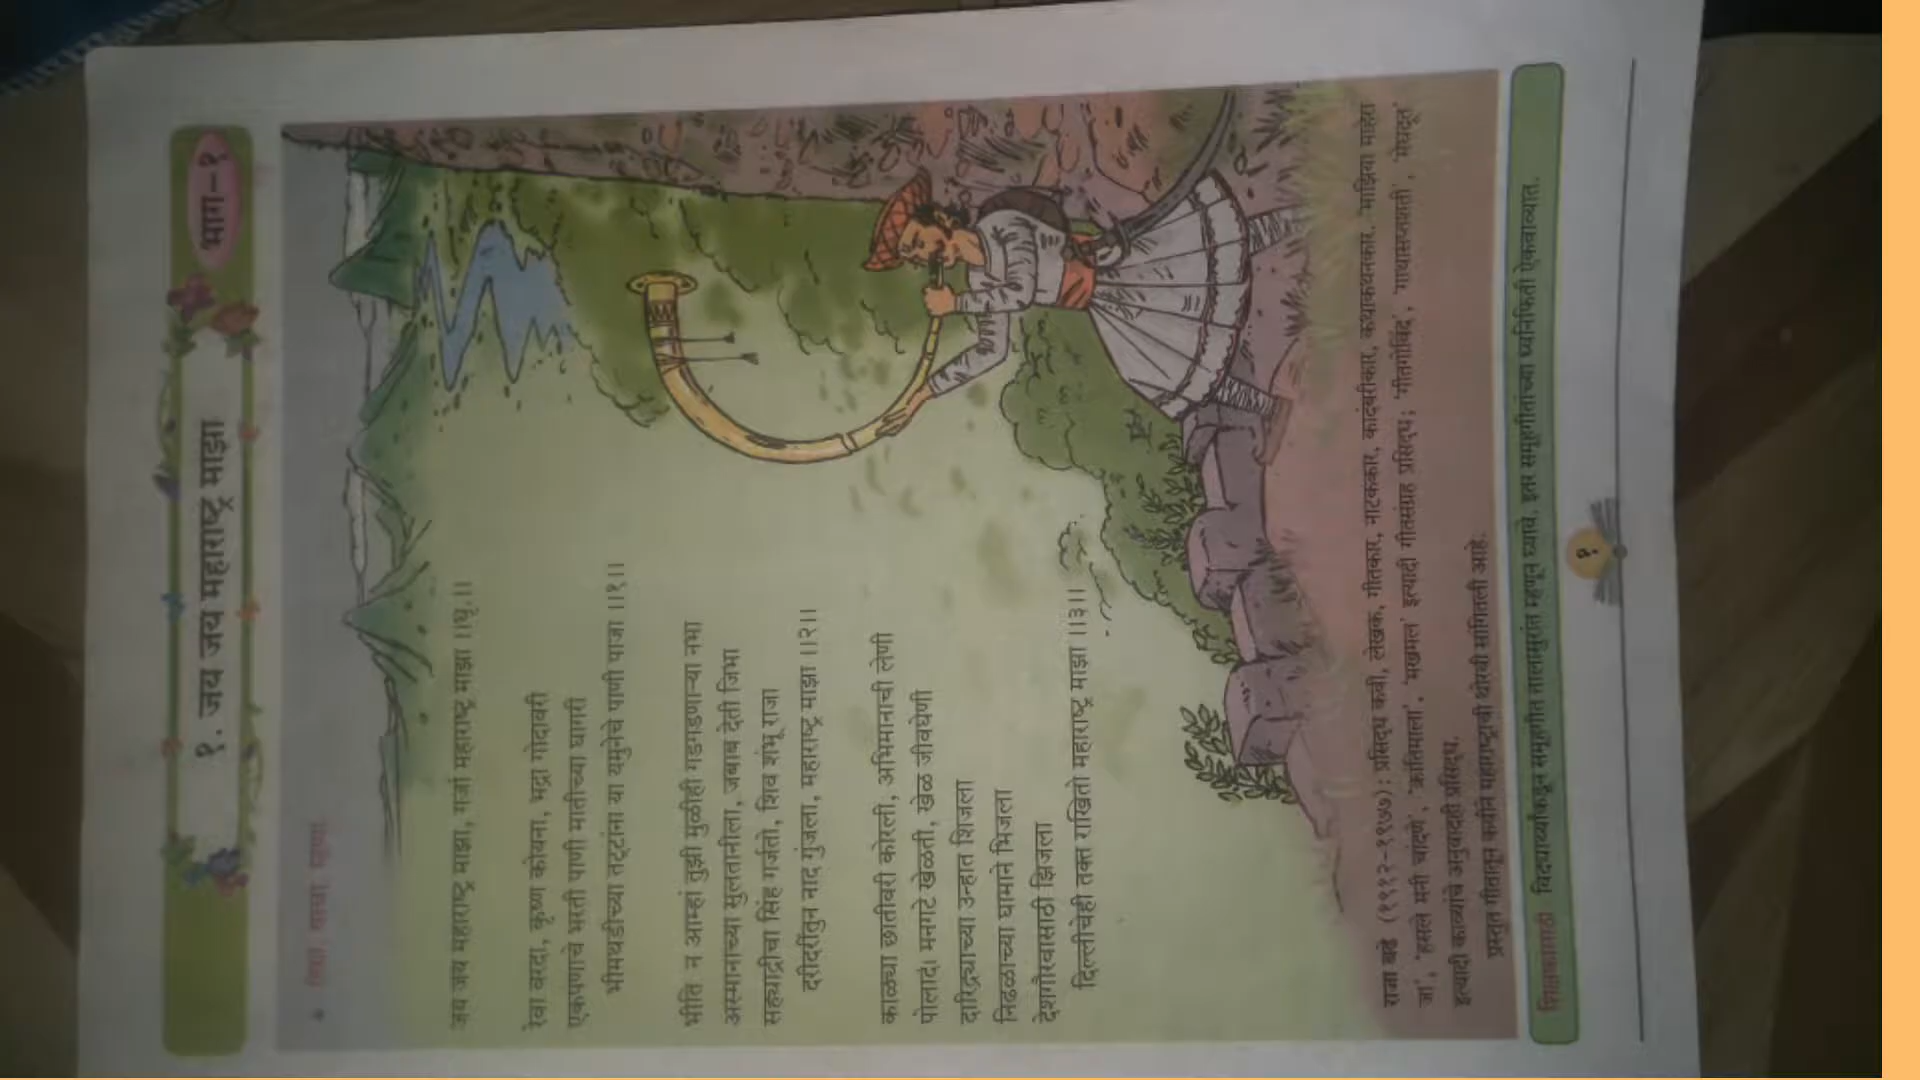 भाग-१
१. जय जय महाराष्ट्र माझा
• ऐका. वाचा. म्हणा.
जय जय महाराष्ट्र माझा, गर्जा महाराष्ट्र माझा ।।धृ.।।
रेवा वरदा, कृष्णा कोयना, भद्रा गोदावरी
एकपणाचे भरती पाणी मातीच्या घागरी
भीमथडीच्या तट्टांना या यमुनेचे पाणी पाजा ।।१।।
भीति न आम्हां तुझी मुळीही गडगडणाऱ्या नभा
अस्मानाच्या सुलतानीला, जबाब देती जिभा
सह्याद्रीचा सिंह गर्जतो, शिव शंभू राजा
दरीदरींतुन नाद गुंजला, महाराष्ट्र माझा ।।२।।
काळ्या छातीवरी कोरली, अभिमानाची लेणी
पोलादी मनगटे खेळती, खेळ जीवघेणी
दारिद्र्याच्या उन्हात शिजला
निढळाच्या घामाने भिजला
देशगौरवासाठी झिजला
दिल्लीचेही तक्त राखितो महाराष्ट्र माझा ।।३।।
राजा बढे (१९१२-१९७७) : प्रसिद्ध कवी, लेखक, गीतकार, नाटककार, कादंबरीकार, कथाकथनकार. 'माझिया माहेरा
जा', 'हसले मनी चांदणे', 'क्रांतिमाला', 'मखमल' इत्यादी गीतसंग्रह प्रसिद्ध; 'गीतगोविंद', 'गाथासप्तशती', 'मेघदूत'
इत्यादी काव्यांचे अनुवादही प्रसिद्ध.
प्रस्तुत गीतातून कवीने महाराष्ट्राची थोरवी सांगितली आहे.
शिक्षकांसाठी विद्यार्थ्यांकडून समूहगीत तालासुरांत म्हणून घ्यावे. इतर समूहगीतांच्या ध्वनिफिती ऐकवाव्यात.
१